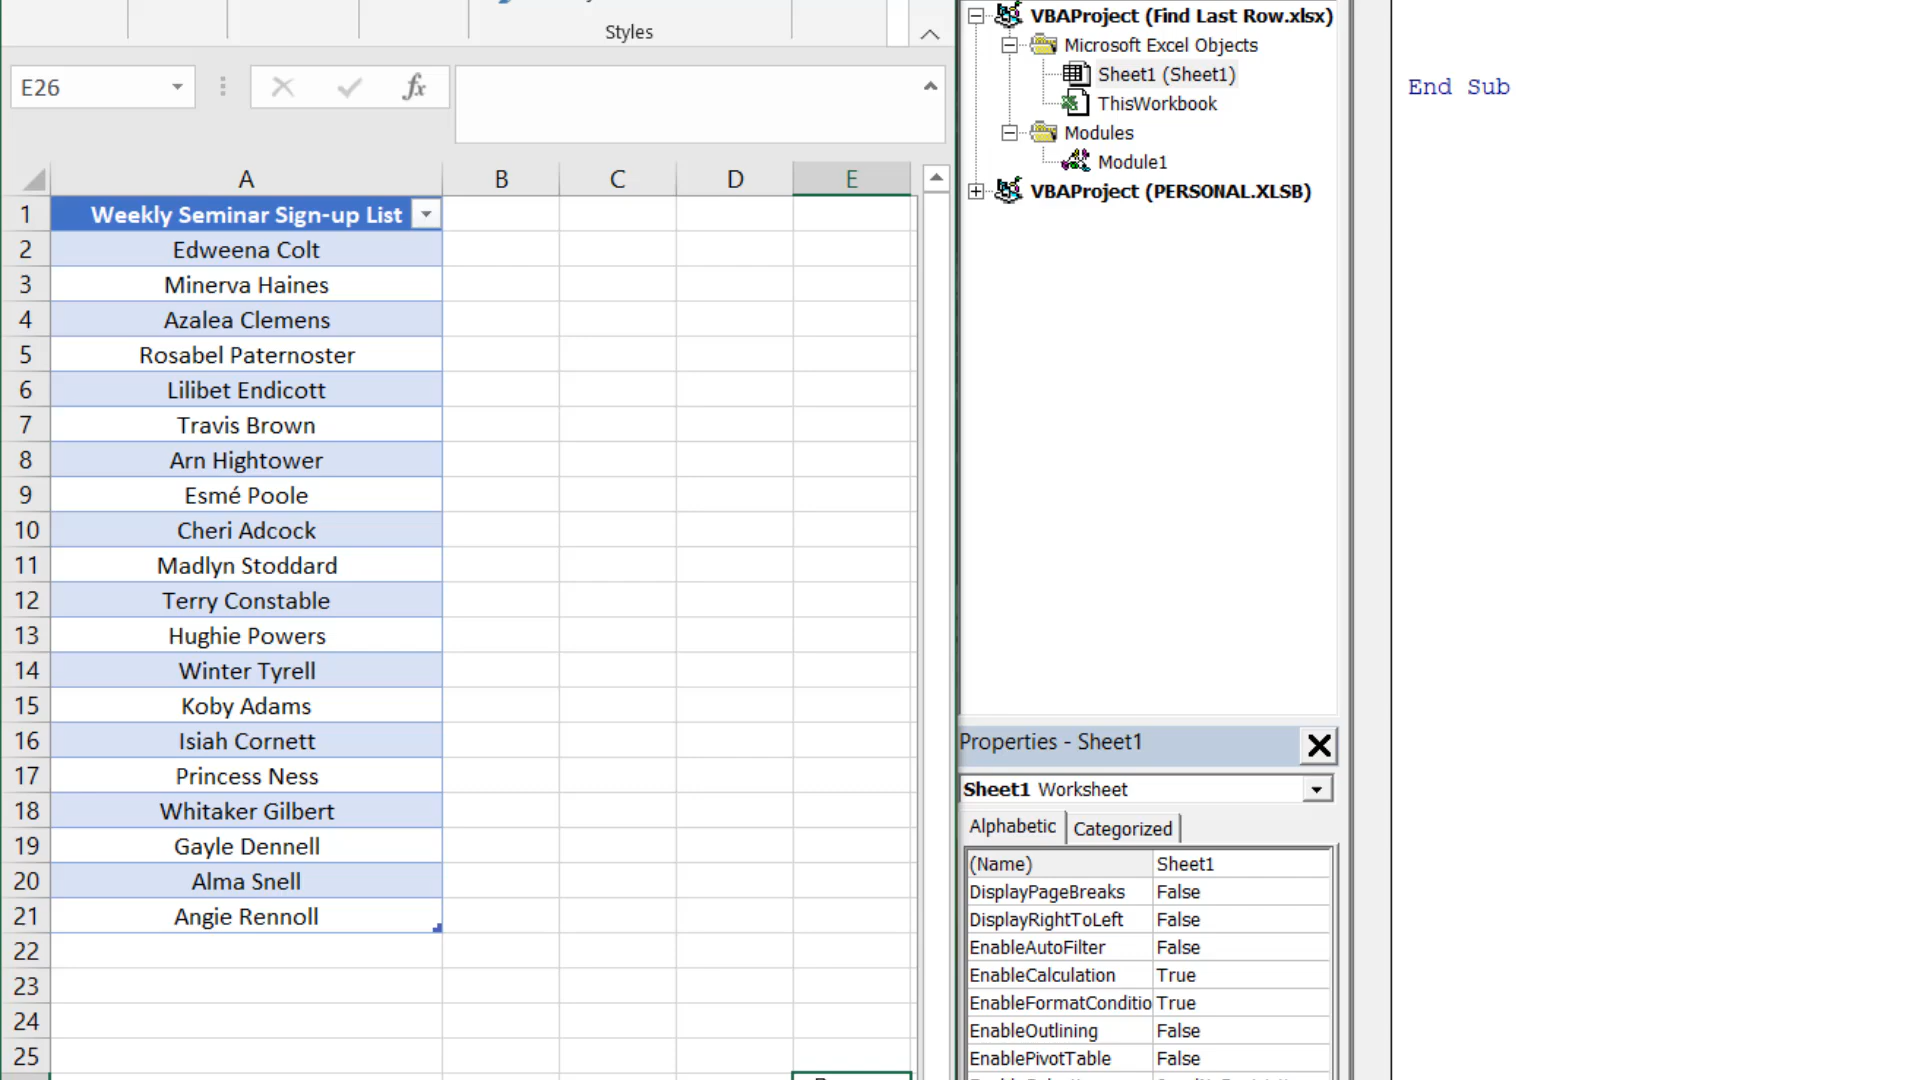 Styles
E26
fx
A B C D E
1 Weekly Seminar Sign-up List
2 Edweena Colt
3 Minerva Haines
4 Azalea Clemens
5 Rosabel Paternoster
6 Lilibet Endicott
7 Travis Brown
8 Arn Hightower
9 Esmé Poole
10 Cheri Adcock
11 Madlyn Stoddard
12 Terry Constable
13 Hughie Powers
14 Winter Tyrell
15 Koby Adams
16 Isiah Cornett
17 Princess Ness
18 Whitaker Gilbert
19 Gayle Dennell
20 Alma Snell
21 Angie Rennoll
22
23
24
25
VBAProject (Find Last Row.xlsx)
Microsoft Excel Objects
Sheet1 (Sheet1)
ThisWorkbook
Modules
Module1
VBAProject (PERSONAL.XLSB)
Properties - Sheet1
Sheet1 Worksheet
Alphabetic Categorized
(Name) Sheet1
DisplayPageBreaks False
DisplayRightToLeft False
EnableAutoFilter False
EnableCalculation True
EnableFormatConditio True
EnableOutlining False
EnablePivotTable False
End Sub